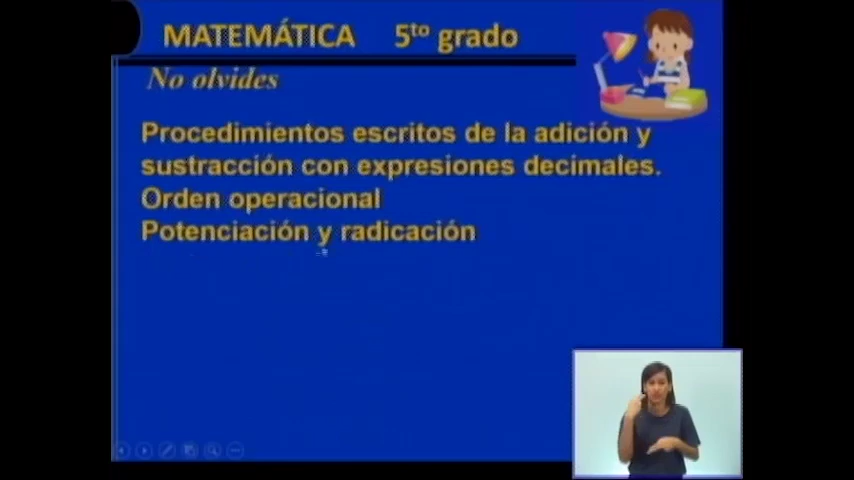 MATEMÁTICA 5to grado
No olvides
Procedimientos escritos de la adición y
sustracción con expresiones decimales.
Orden operacional
Potenciación y radicación